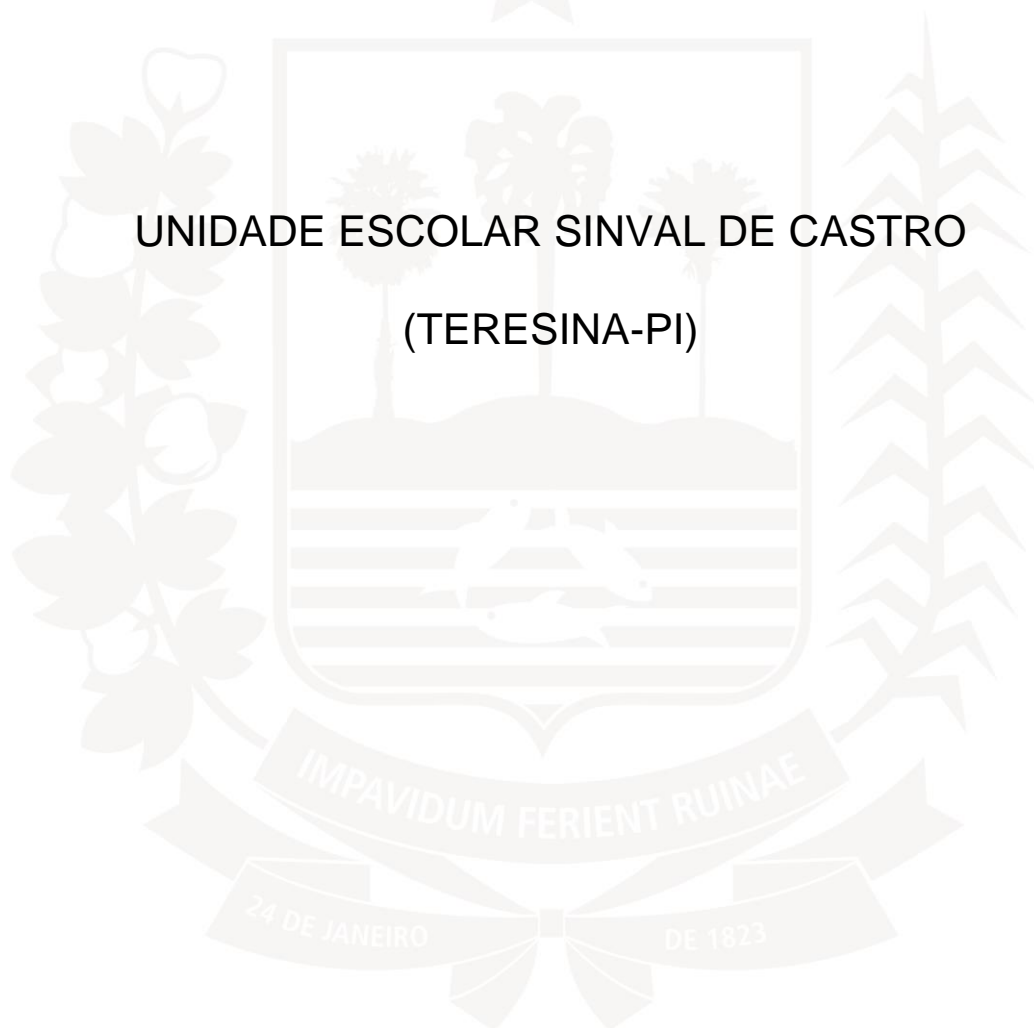 UNIDADE ESCOLAR SINVAL DE CASTRO
(TERESINA-PI)
IMPAVIDUM FERIENT RUINAE
24 DE JANEIRO DE 1823